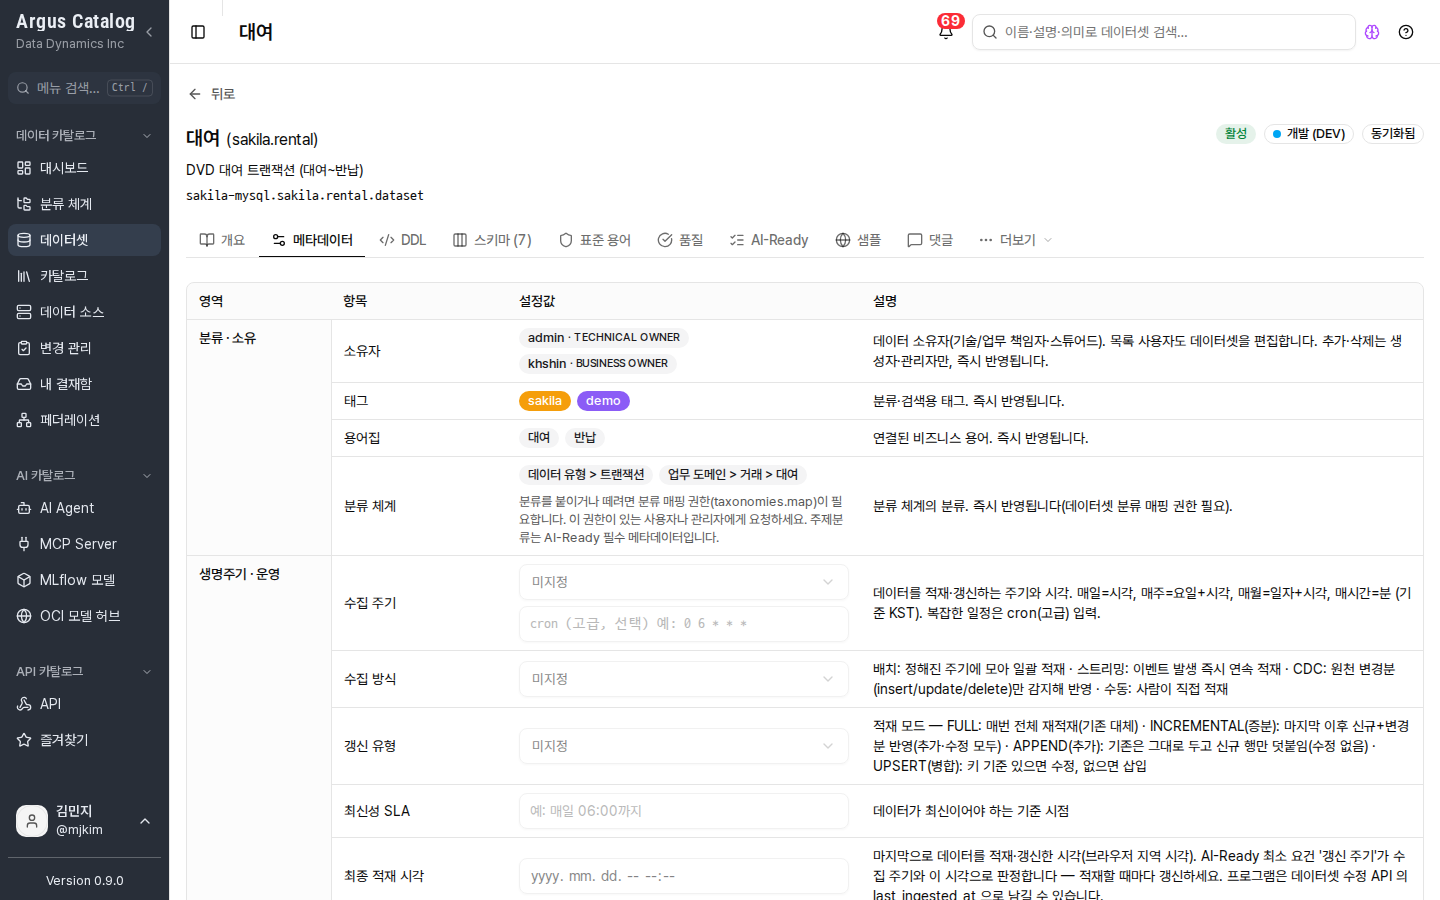 Argus Catalog
Data Dynamics Inc
메뉴 검색...
Ctrl /
데이터 카탈로그
대시보드
분류 체계
데이터셋
카탈로그
데이터 소스
변경 관리
내 결재함
페더레이션
AI 카탈로그
AI Agent
MCP Server
MLflow 모델
OCI 모델 허브
API 카탈로그
API
즐겨찾기
김민지
@mjkim
Version 0.9.0
대여
69
이름·설명·의미로 데이터셋 검색...
뒤로
대여 (sakila.rental)
활성
개발 (DEV)
동기화됨
DVD 대여 트랜잭션 (대여~반납)
sakila-mysql.sakila.rental.dataset
개요
메타데이터
DDL
스키마 (7)
표준 용어
품질
AI-Ready
샘플
댓글
더보기
영역
항목
설정값
설명
분류 · 소유
소유자
admin · TECHNICAL OWNER
khshin · BUSINESS OWNER
데이터 소유자(기술/업무 책임자·스튜어드). 목록 사용자도 데이터셋을 편집합니다. 추가·삭제는 생
성자·관리자만, 즉시 반영됩니다.
태그
sakila
demo
분류·검색용 태그. 즉시 반영됩니다.
용어집
대여
반납
연결된 비즈니스 용어. 즉시 반영됩니다.
분류 체계
데이터 유형 > 트랜잭션
업무 도메인 > 거래 > 대여
분류를 붙이거나 떼려면 분류 매핑 권한(taxonomies.map)이 필
요합니다. 이 권한이 있는 사용자나 관리자에게 요청하세요. 주제분
류는 AI-Ready 필수 메타데이터입니다.
분류 체계의 분류. 즉시 반영됩니다(데이터셋 분류 매핑 권한 필요).
생명주기 · 운영
수집 주기
미지정
cron (고급, 선택) 예: 0 6 * * *
데이터를 적재·갱신하는 주기와 시각. 매일=시각, 매주=요일+시각, 매월=일자+시각, 매시간=분 (기
준 KST). 복잡한 일정은 cron(고급) 입력.
수집 방식
미지정
배치: 정해진 주기에 모아 일괄 적재 · 스트리밍: 이벤트 발생 즉시 연속 적재 · CDC: 원천 변경분
(insert/update/delete)만 감지해 반영 · 수동: 사람이 직접 적재
갱신 유형
미지정
적재 모드 — FULL: 매번 전체 재적재(기존 대체) · INCREMENTAL(증분): 마지막 이후 신규+변경
분 반영(추가·수정 모두) · APPEND(추가): 기존은 그대로 두고 신규 행만 덧붙임(수정 없음) ·
UPSERT(병합): 키 기준 있으면 수정, 없으면 삽입
최신성 SLA
예: 매일 06:00까지
데이터가 최신이어야 하는 기준 시점
최종 적재 시각
yyyy. mm. dd. -- --:--
마지막으로 데이터를 적재·갱신한 시각(브라우저 지역 시각). AI-Ready 최소 요건 '갱신 주기'가 수
집 주기와 이 시각으로 판정합니다 — 적재할 때마다 갱신하세요. 프로그램은 데이터셋 수정 API 의
last_ingested_at 으로 남길 수 있습니다.